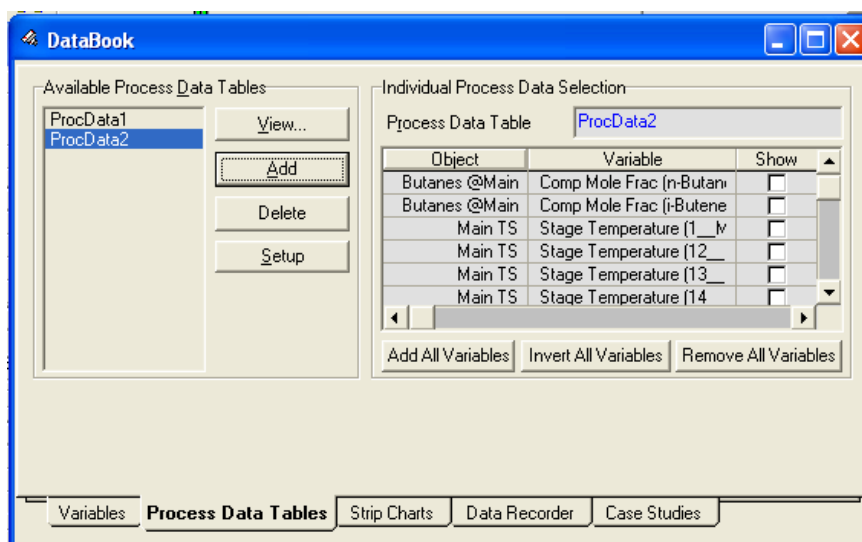 DataBook
Available Process Data Tables
ProcData1
ProcData2
View...
Add
Delete
Setup
Individual Process Data Selection
Process Data Table ProcData2
Object Variable Show
Butanes @Main Comp Mole Frac (n-Butan
Butanes @Main Comp Mole Frac (i-Butene
Main TS Stage Temperature (1__M
Main TS Stage Temperature (12__
Main TS Stage Temperature (13__
Main TS Stage Temperature (14
Add All Variables Invert All Variables Remove All Variables
Variables Process Data Tables Strip Charts Data Recorder Case Studies